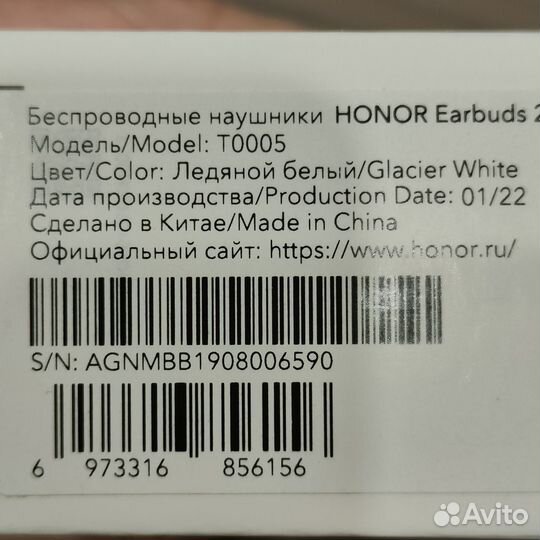 Беспроводные наушники HONOR Earbuds 2
Модель/Model: T0005
Цвет/Color: Ледяной белый/Glacier White
Дата производства/Production Date: 01/22
Сделано в Китае/Made in China
Официальный сайт: https://www.honor.ru/
S/N: AGNMBB1908006590
6 973316 856156
Avito